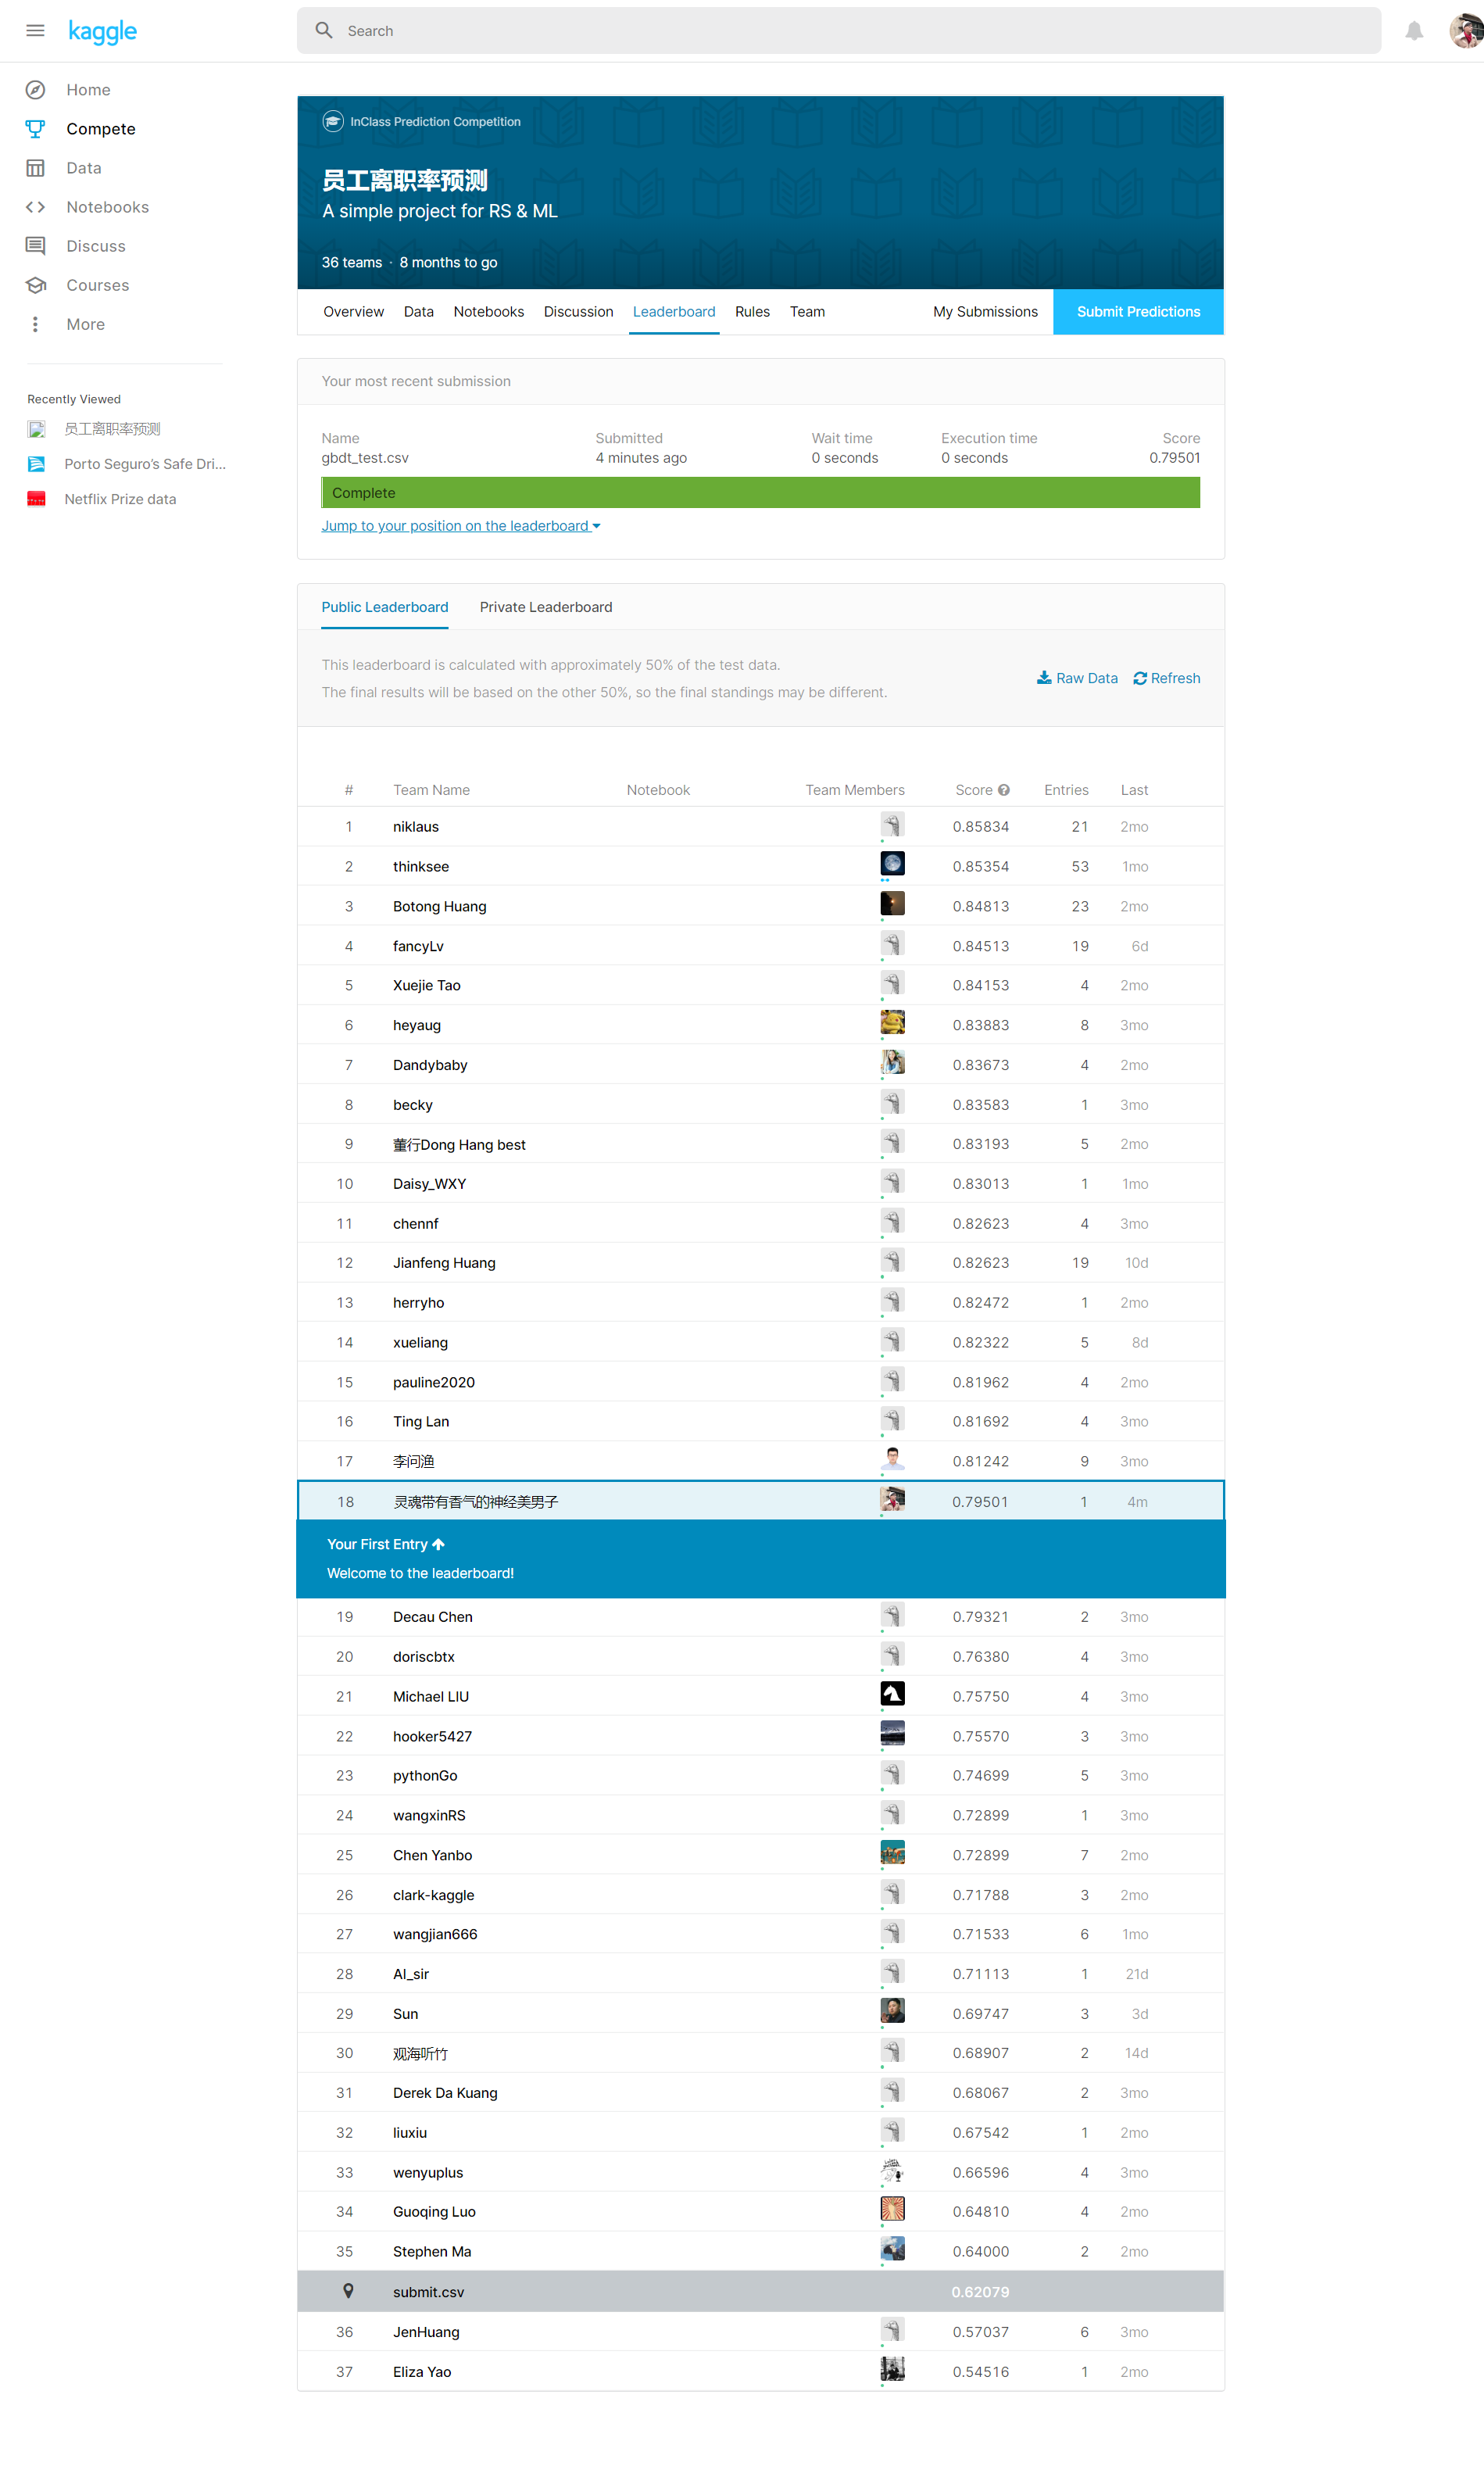 kaggle
Search
Home
Compete
Data
Notebooks
Discuss
Courses
More
Recently Viewed
员工离职率预测
Porto Seguro's Safe Dri...
Netflix Prize data
InClass Prediction Competition
员工离职率预测
A simple project for RS & ML
36 teams · 8 months to go
Overview Data Notebooks Discussion Leaderboard Rules Team My Submissions Submit Predictions
Your most recent submission
Name Submitted Wait time Execution time Score
gbdt_test.csv 4 minutes ago 0 seconds 0 seconds 0.79501
Complete
Jump to your position on the leaderboard
Public Leaderboard Private Leaderboard
This leaderboard is calculated with approximately 50% of the test data.
The final results will be based on the other 50%, so the final standings may be different.
Raw Data Refresh
# Team Name Notebook Team Members Score Entries Last
1 niklaus 0.85834 21 2mo
2 thinksee 0.85354 53 1mo
3 Botong Huang 0.84813 23 2mo
4 fancyLv 0.84513 19 6d
5 Xuejie Tao 0.84153 4 2mo
6 heyaug 0.83883 8 3mo
7 Dandybaby 0.83673 4 2mo
8 becky 0.83583 1 3mo
9 董行Dong Hang best 0.83193 5 2mo
10 Daisy_WXY 0.83013 1 1mo
11 chennf 0.82623 4 3mo
12 Jianfeng Huang 0.82623 19 10d
13 herryho 0.82472 1 2mo
14 xueliang 0.82322 5 8d
15 pauline2020 0.81962 4 2mo
16 Ting Lan 0.81692 4 3mo
17 李问渔 0.81242 9 3mo
18 灵魂带有香气的神经美男子 0.79501 1 4m
Your First Entry
Welcome to the leaderboard!
19 Decau Chen 0.79321 2 3mo
20 doriscbtx 0.76380 4 3mo
21 Michael LIU 0.75750 4 3mo
22 hooker5427 0.75570 3 3mo
23 pythonGo 0.74699 5 3mo
24 wangxinRS 0.72899 1 3mo
25 Chen Yanbo 0.72899 7 2mo
26 clark-kaggle 0.71788 3 2mo
27 wangjian666 0.71533 6 1mo
28 AI_sir 0.71113 1 21d
29 Sun 0.69747 3 3d
30 观海听竹 0.68907 2 14d
31 Derek Da Kuang 0.68067 2 3mo
32 liuxiu 0.67542 1 2mo
33 wenyuplus 0.66596 4 3mo
34 Guoqing Luo 0.64810 4 2mo
35 Stephen Ma 0.64000 2 2mo
submit.csv 0.62079
36 JenHuang 0.57037 6 3mo
37 Eliza Yao 0.54516 1 2mo